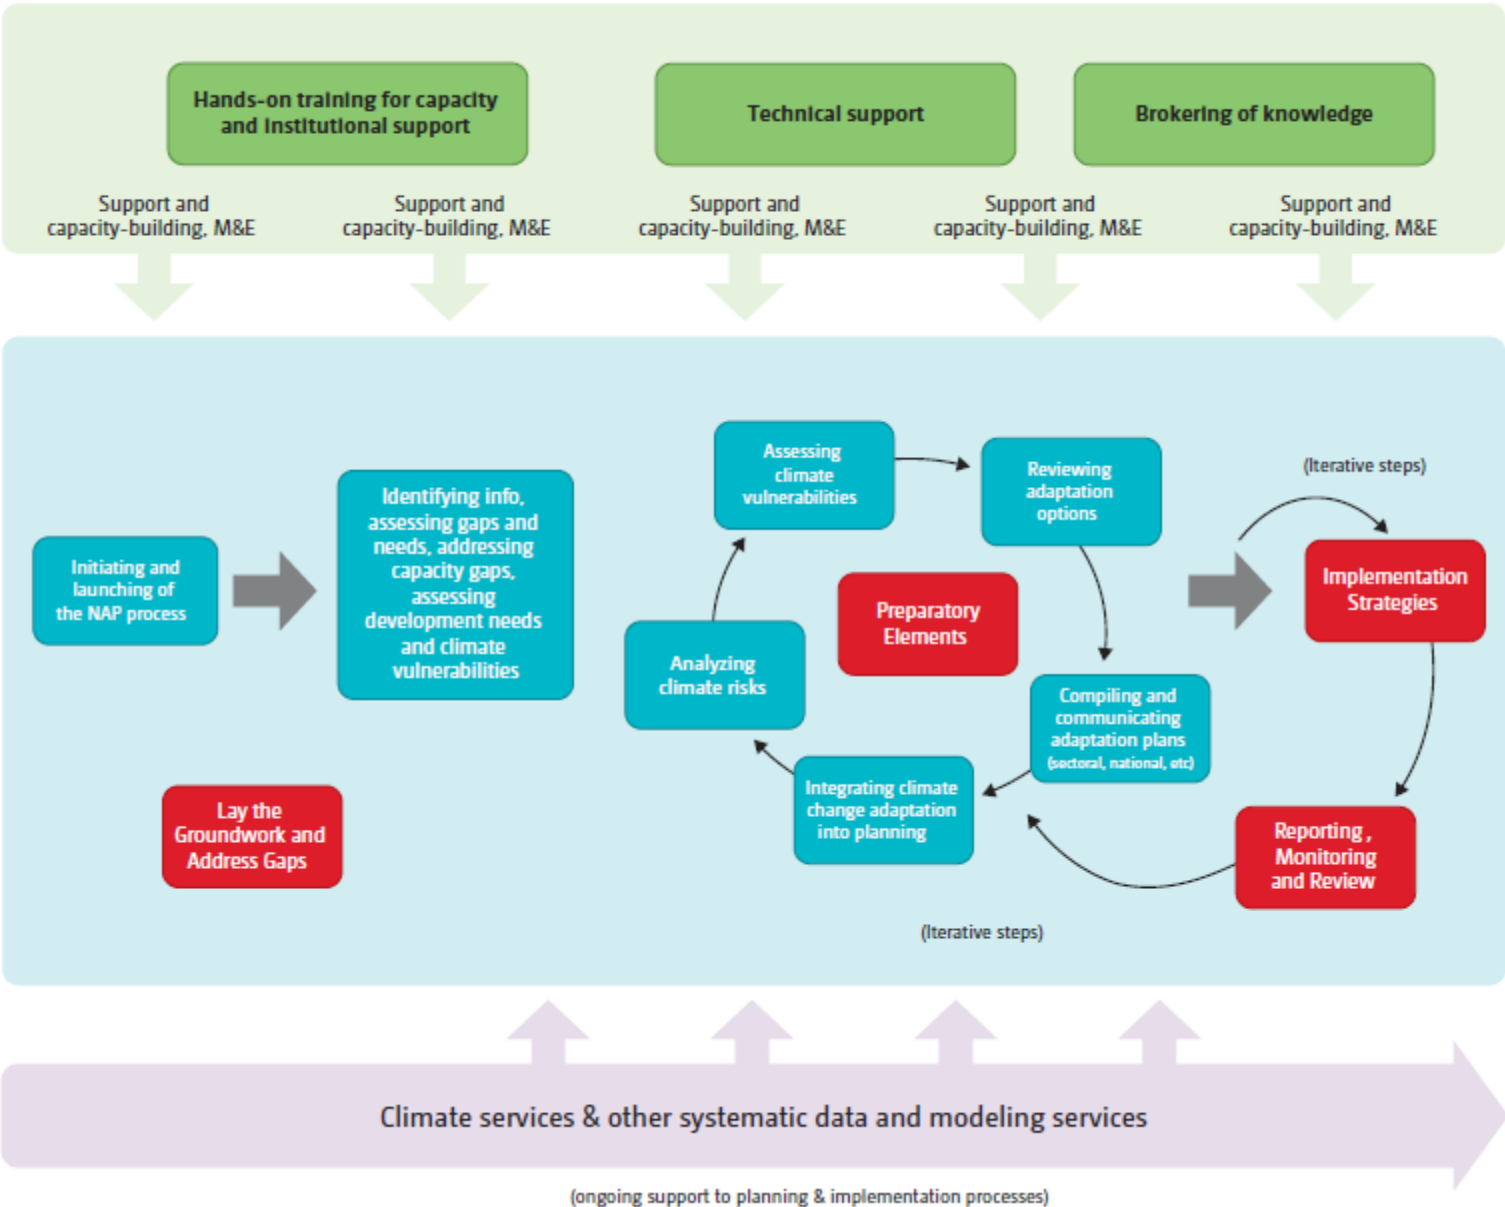 Hands-on training for capacity
and institutional support
Technical support
Brokering of knowledge
Support and
capacity-building, M&E
Support and
capacity-building, M&E
Support and
capacity-building, M&E
Support and
capacity-building, M&E
Support and
capacity-building, M&E
Initiating and
launching of
the NAP process
Identifying info,
assessing gaps and
needs, addressing
capacity gaps,
assessing
development needs
and climate
vulnerabilities
Lay the
Groundwork and
Address Gaps
Assessing
climate
vulnerabilities
Reviewing
adaptation
options
Preparatory
Elements
Analyzing
climate risks
Compiling and
communicating
adaptation plans
(sectoral, national, etc)
Integrating climate
change adaptation
into planning
(Iterative steps)
Implementation
Strategies
Reporting ,
Monitoring
and Review
(Iterative steps)
Climate services & other systematic data and modeling services
(ongoing support to planning & implementation processes)